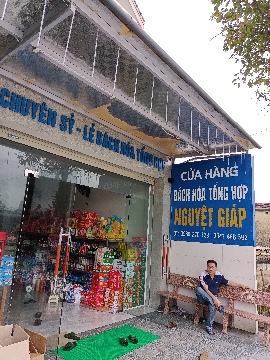 CHUYÊN SỈ - LẺ BÁCH HÓA TỔNG HỢP
CỬA HÀNG
BÁCH HÓA TỔNG HỢP
NGUYỆT GIÁP